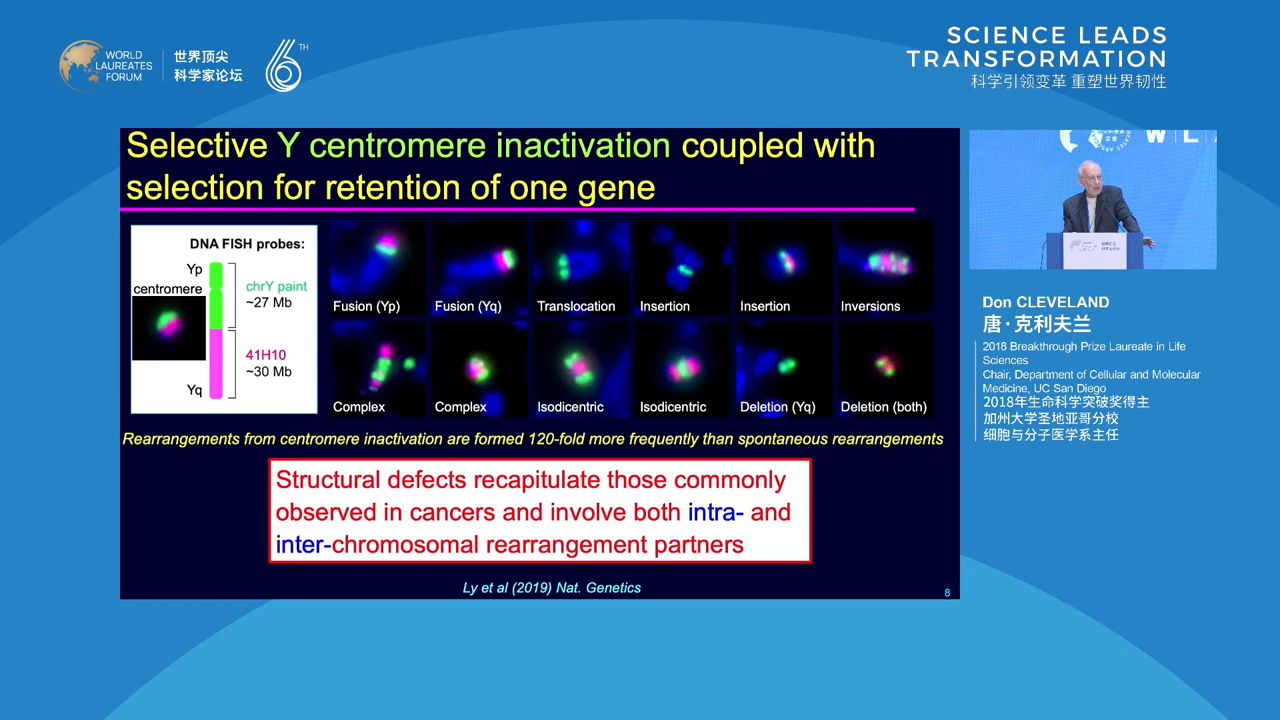 WORLD
LAUREATES
FORUM
世界顶尖
科学家论坛
6TH
SCIENCE LEADS
TRANSFORMATION
科学引领变革 重塑世界韧性
Selective Y centromere inactivation coupled with
selection for retention of one gene
DNA FISH probes:
Yp
centromere
chrY paint
~27 Mb
41H10
~30 Mb
Yq
Fusion (Yp)
Fusion (Yq)
Translocation
Insertion
Insertion
Inversions
Complex
Complex
Isodicentric
Isodicentric
Deletion (Yq)
Deletion (both)
Rearrangements from centromere inactivation are formed 120-fold more frequently than spontaneous rearrangements
Structural defects recapitulate those commonly
observed in cancers and involve both intra- and
inter-chromosomal rearrangement partners
Ly et al (2019) Nat. Genetics
8
Don CLEVELAND
唐·克利夫兰
2018 Breakthrough Prize Laureate in Life
Sciences
Chair, Department of Cellular and Molecular
Medicine, UC San Diego
2018年生命科学突破奖得主
加州大学圣地亚哥分校
细胞与分子医学系主任